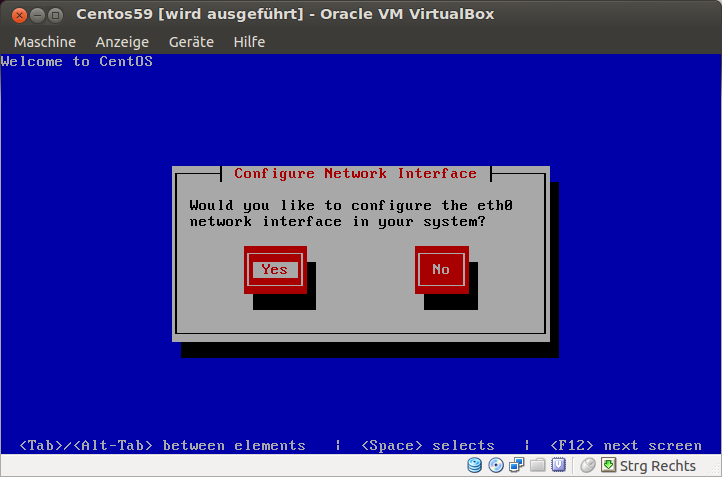 Centos59 [wird ausgeführt] - Oracle VM VirtualBox
Maschine Anzeige Geräte Hilfe
Welcome to CentOS
Configure Network Interface
Would you like to configure the eth0
network interface in your system?
Yes No
<Tab>/<Alt-Tab> between elements | <Space> selects | <F12> next screen
Strg Rechts